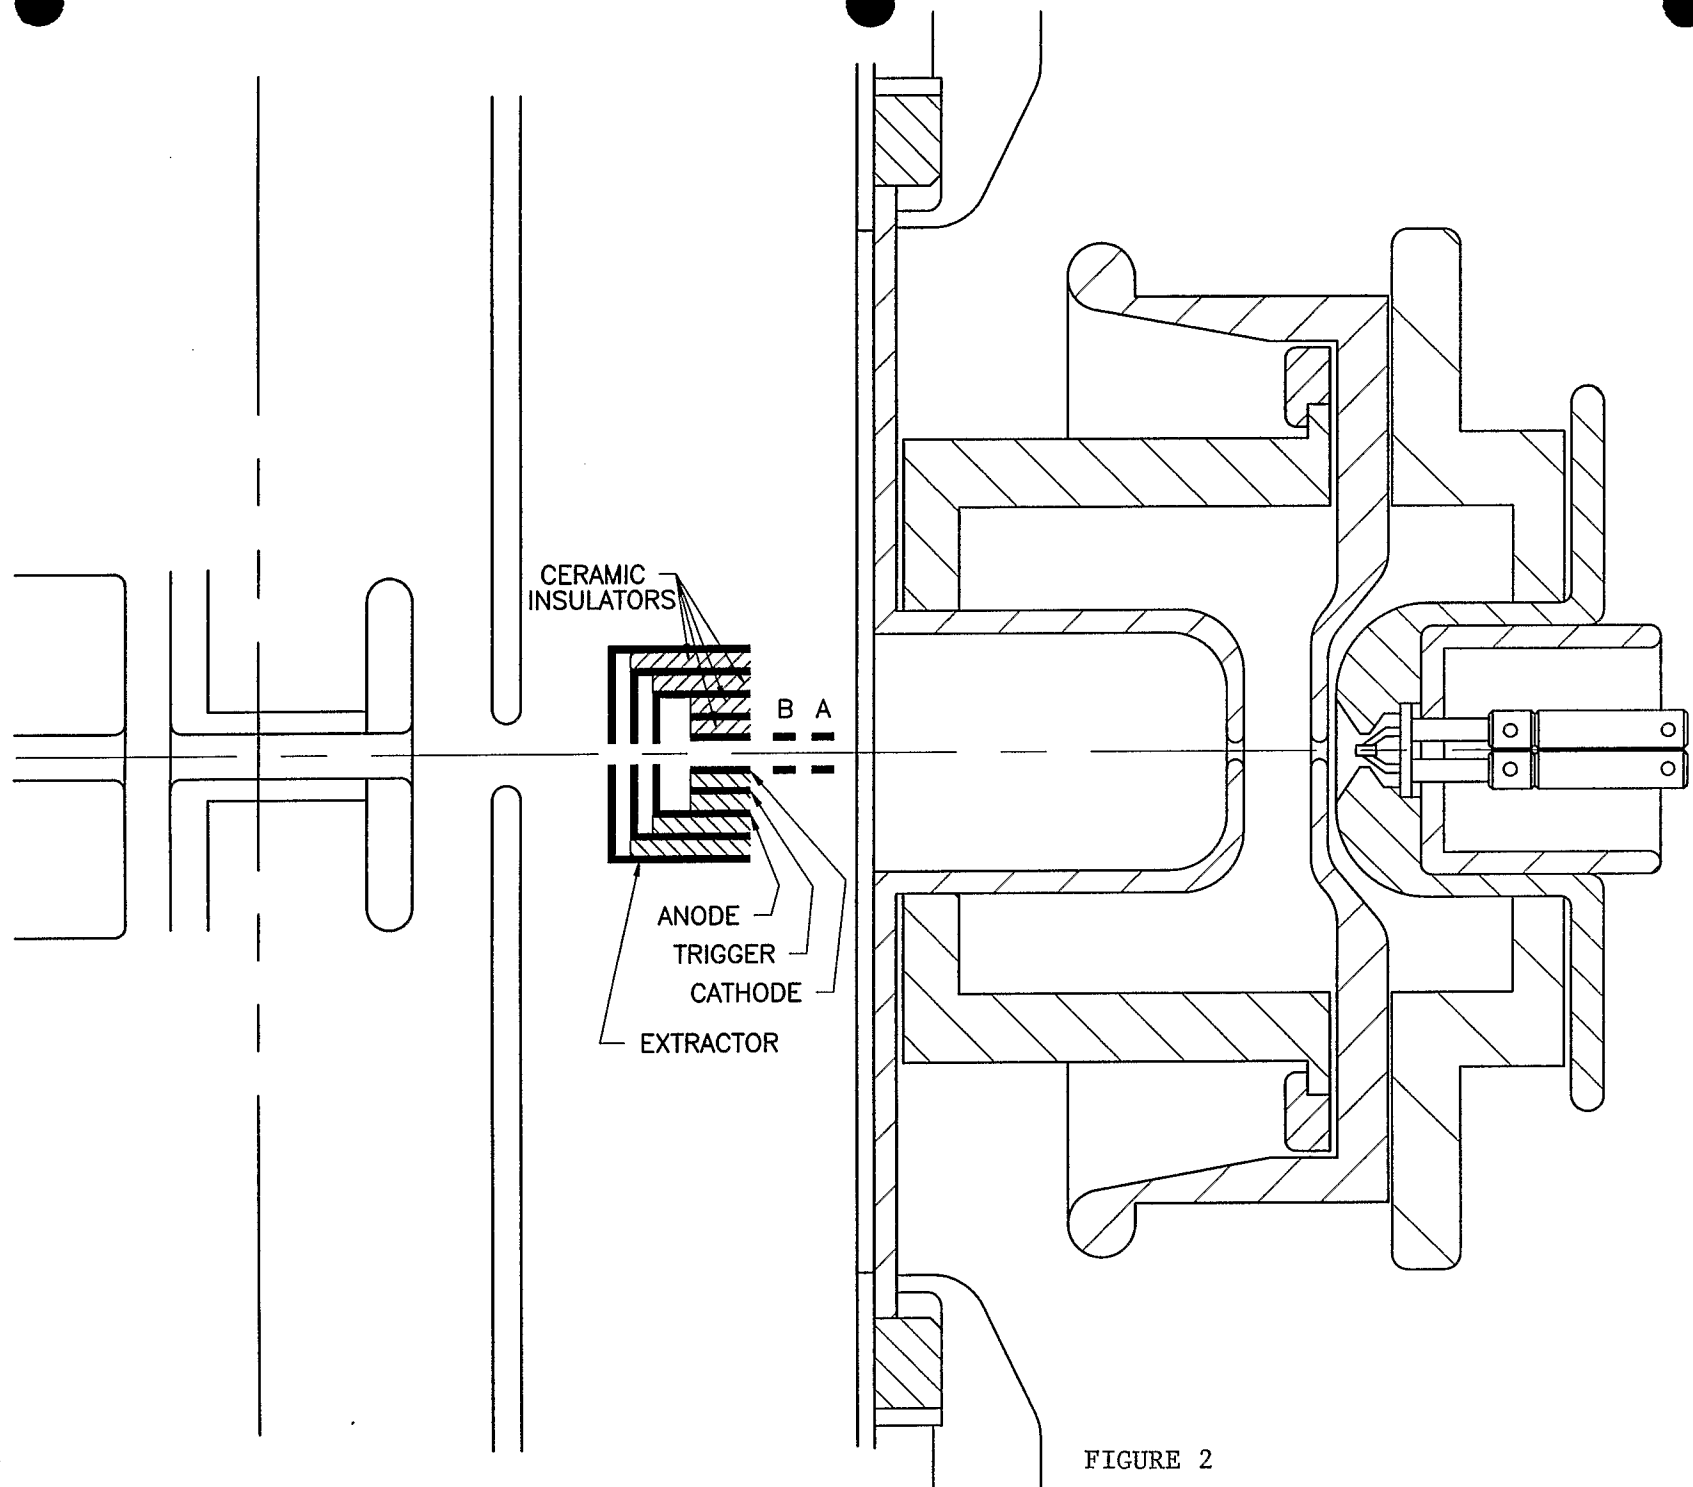 CERAMIC
INSULATORS
B A
ANODE
TRIGGER
CATHODE
EXTRACTOR
FIGURE 2